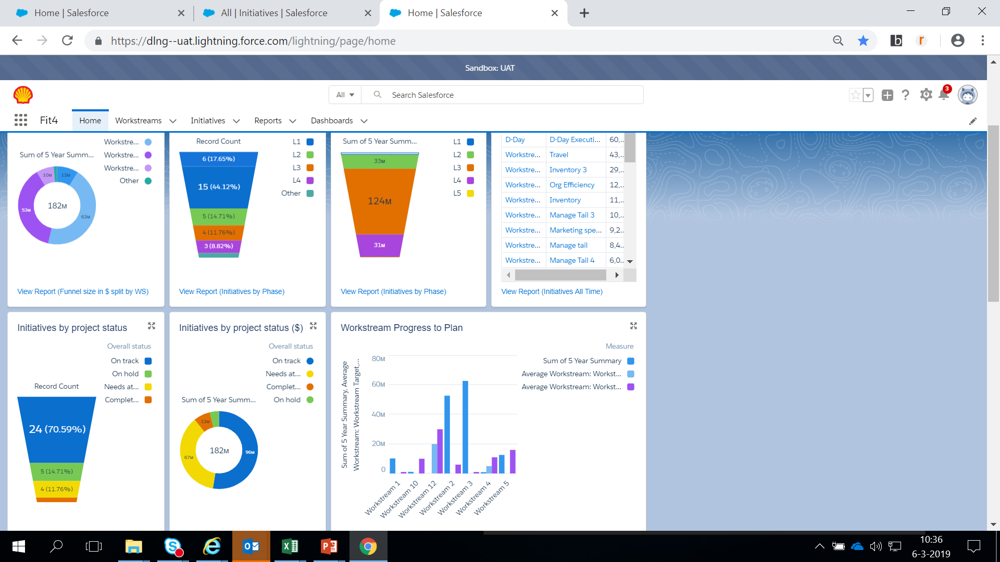 Home | Salesforce
All | Initiatives | Salesforce
Home | Salesforce
https://dlng--uat.lightning.force.com/lightning/page/home
Sandbox: UAT
All
Search Salesforce
3
Fit4
Home
Workstreams
Initiatives
Reports
Dashboards
Workstre...
Sum of 5 Year Summ...
Workstre...
Workstre...
Other
10M
13M
53M
182M
63M
View Report (Funnel size in $ split by WS)
Record Count
L1
L2
L3
L4
Other
6 (17.65%)
15 (44.12%)
5 (14.71%)
4 (11.76%)
3 (8.82%)
View Report (Initiatives by Phase)
Sum of 5 Year Summ...
L1
L2
L3
L4
L5
33M
124M
31M
View Report (Initiatives by Phase)
D-Day D-Day Executi... 60,..
Workstre... Travel 43,..
Workstre... Inventory 3 29,..
Workstre... Org Efficiency 12,..
Workstre... Inventory 11,..
Workstre... Manage Tail 3 10,..
Workstre... Marketing spe... 9,2..
Workstre... Manage tail 8,4..
Workstre... Manage Tail 4 6,0..
View Report (Initiatives All Time)
Initiatives by project status
Overall status
On track
On hold
Needs at...
Complet...
Record Count
24 (70.59%)
5 (14.71%)
4 (11.76%)
Initiatives by project status ($)
Overall status
On track
Needs at...
Complet...
On hold
Sum of 5 Year Summ...
13M
67M
182M
96M
Workstream Progress to Plan
Measure
Sum of 5 Year Summary
Average Workstream: Workst...
Average Workstream: Workst...
Sum of 5 Year Summary, Average
Workstream: Workstream Target,...
80M
60M
40M
20M
0
Workstream 1
Workstream 10
Workstream 12
Workstream 2
Workstream 3
Workstream 4
Workstream 5
10:36
6-3-2019